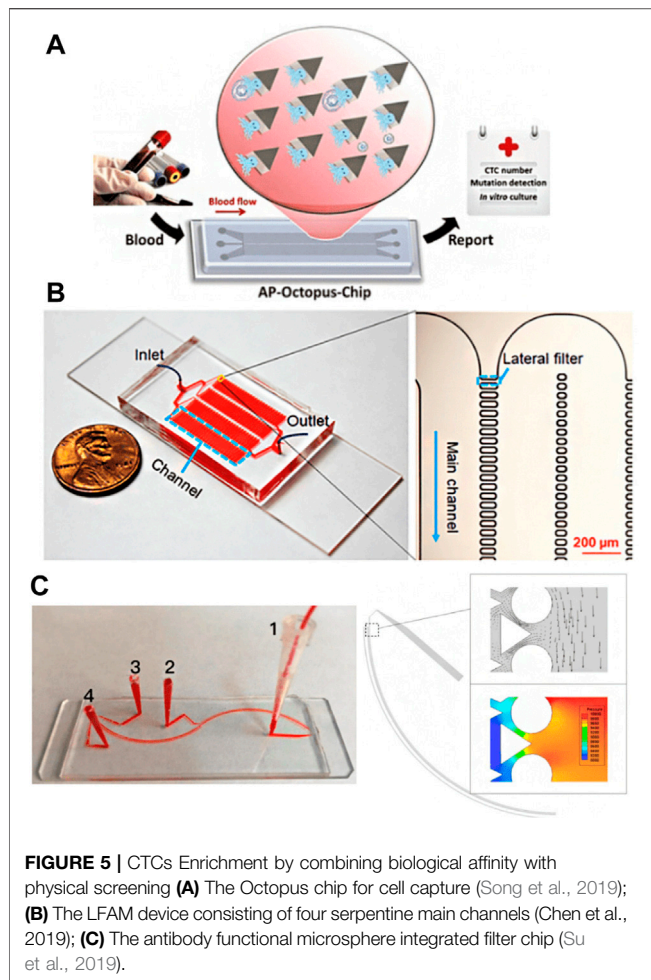 A
Blood flow
Blood
AP-Octopus-Chip
Report
CTC number
Mutation detection
In vitro culture
B
Inlet
Outlet
Channel
Lateral filter
Main channel
200 µm
C
1
2
3
4
FIGURE 5 | CTCs Enrichment by combining biological affinity with
physical screening (A) The Octopus chip for cell capture (Song et al., 2019);
(B) The LFAM device consisting of four serpentine main channels (Chen et al.,
2019); (C) The antibody functional microsphere integrated filter chip (Su
et al., 2019).